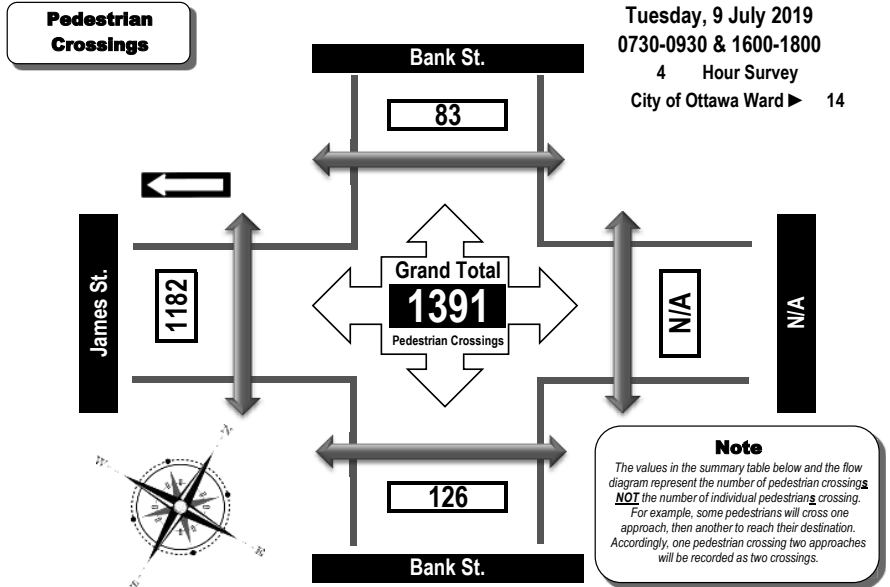 Pedestrian
Crossings
Tuesday, 9 July 2019
0730-0930 & 1600-1800
4 Hour Survey
City of Ottawa Ward ► 14
Bank St.
83
James St.
1182
Grand Total
1391
Pedestrian Crossings
N/A
N/A
126
Bank St.
N
W
E
S
Note
The values in the summary table below and the flow
diagram represent the number of pedestrian crossings
NOT the number of individual pedestrians crossing.
For example, some pedestrians will cross one
approach, then another to reach their destination.
Accordingly, one pedestrian crossing two approaches
will be recorded as two crossings.